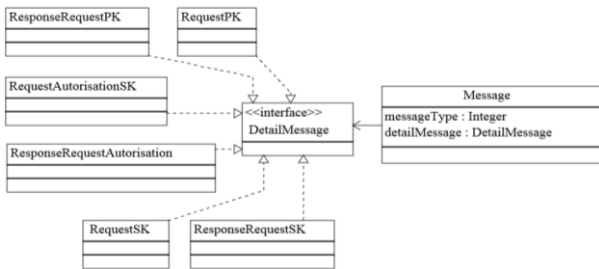 ResponseRequestPK
RequestPK
RequestAutorisationSK
<<interface>>
DetailMessage
Message
messageType : Integer
detailMessage : DetailMessage
ResponseRequestAutorisation
RequestSK
ResponseRequestSK